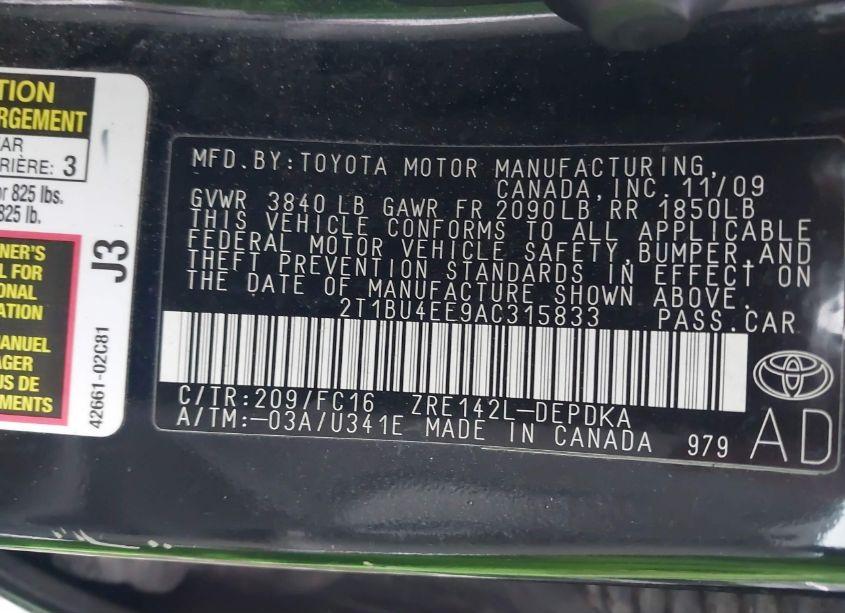 TION
RGEMENT
AR
RIÈRE: 3
or 825 lbs.
825 lb.
NER'S
L FOR
ONAL
ATION
ANUEL
AGER
US DE
EMENTS
J3
42661-02C81
MFD.BY:TOYOTA MOTOR MANUFACTURING,
CANADA,INC. 11/09
GVWR 3840 LB GAWR FR 2090LB RR 1850LB
THIS VEHICLE CONFORMS TO ALL APPLICABLE
FEDERAL MOTOR VEHICLE SAFETY,BUMPER,AND
THEFT PREVENTION STANDARDS IN EFFECT ON
THE DATE OF MANUFACTURE SHOWN ABOVE.
2T1BU4EE9AC315833 PASS.CAR
C/TR:209/FC16 ZRE142L-DEPDKA
A/TM:-03A/U341E MADE IN CANADA 979
AD